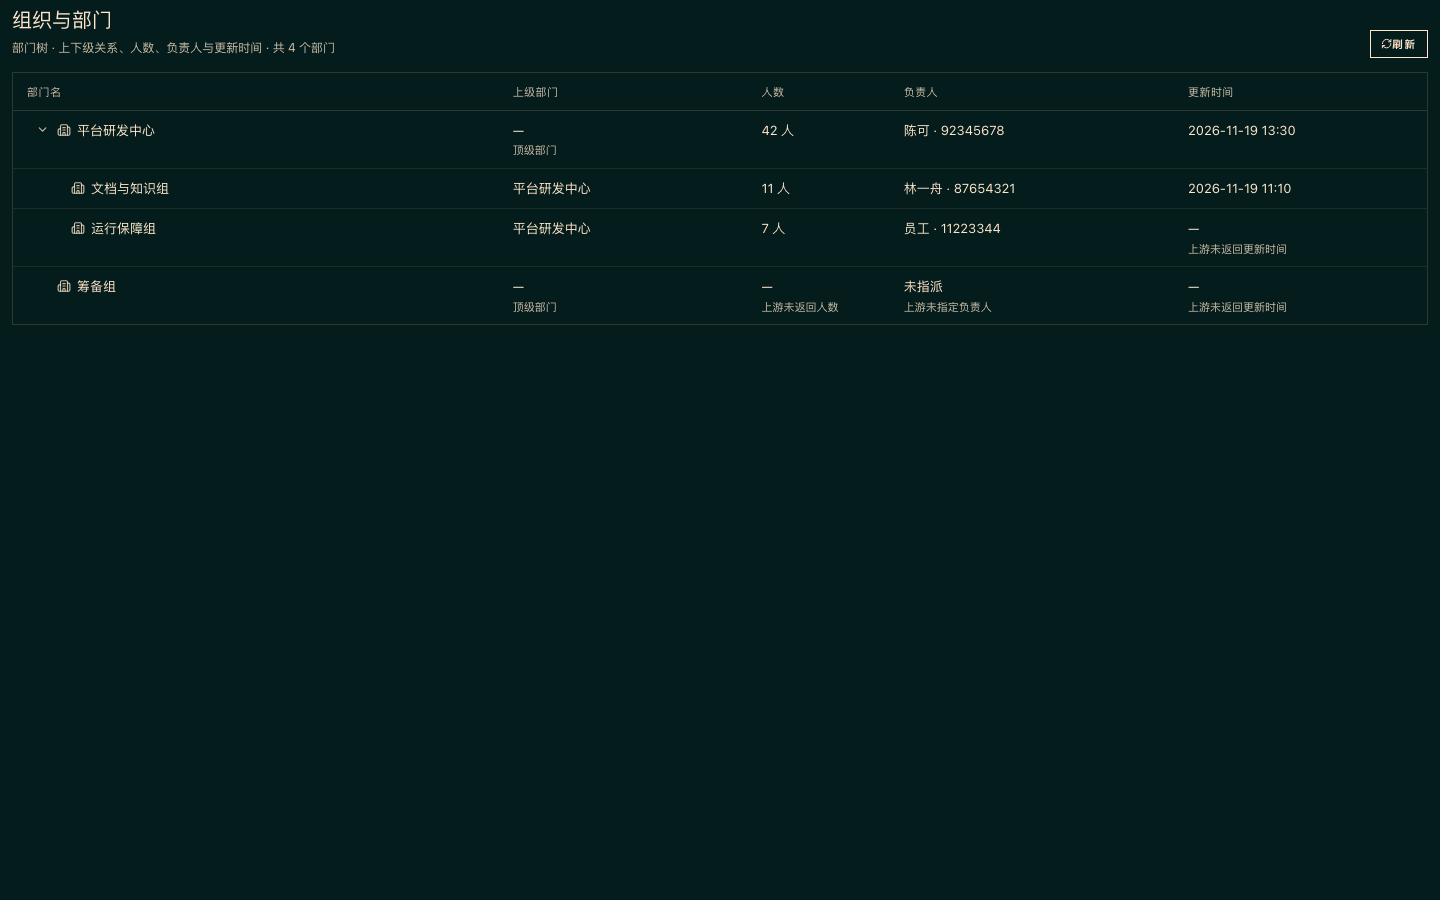 组织与部门
部门树 · 上下级关系、人数、负责人与更新时间 · 共 4 个部门
刷新
部门名 上级部门 人数 负责人 更新时间
平台研发中心 — 42 人 陈可 · 92345678 2026-11-19 13:30
顶级部门
文档与知识组 平台研发中心 11 人 林一舟 · 87654321 2026-11-19 11:10
运行保障组 平台研发中心 7 人 员工 · 11223344 —
上游未返回更新时间
筹备组 — — 未指派 —
顶级部门 上游未返回人数 上游未指定负责人 上游未返回更新时间